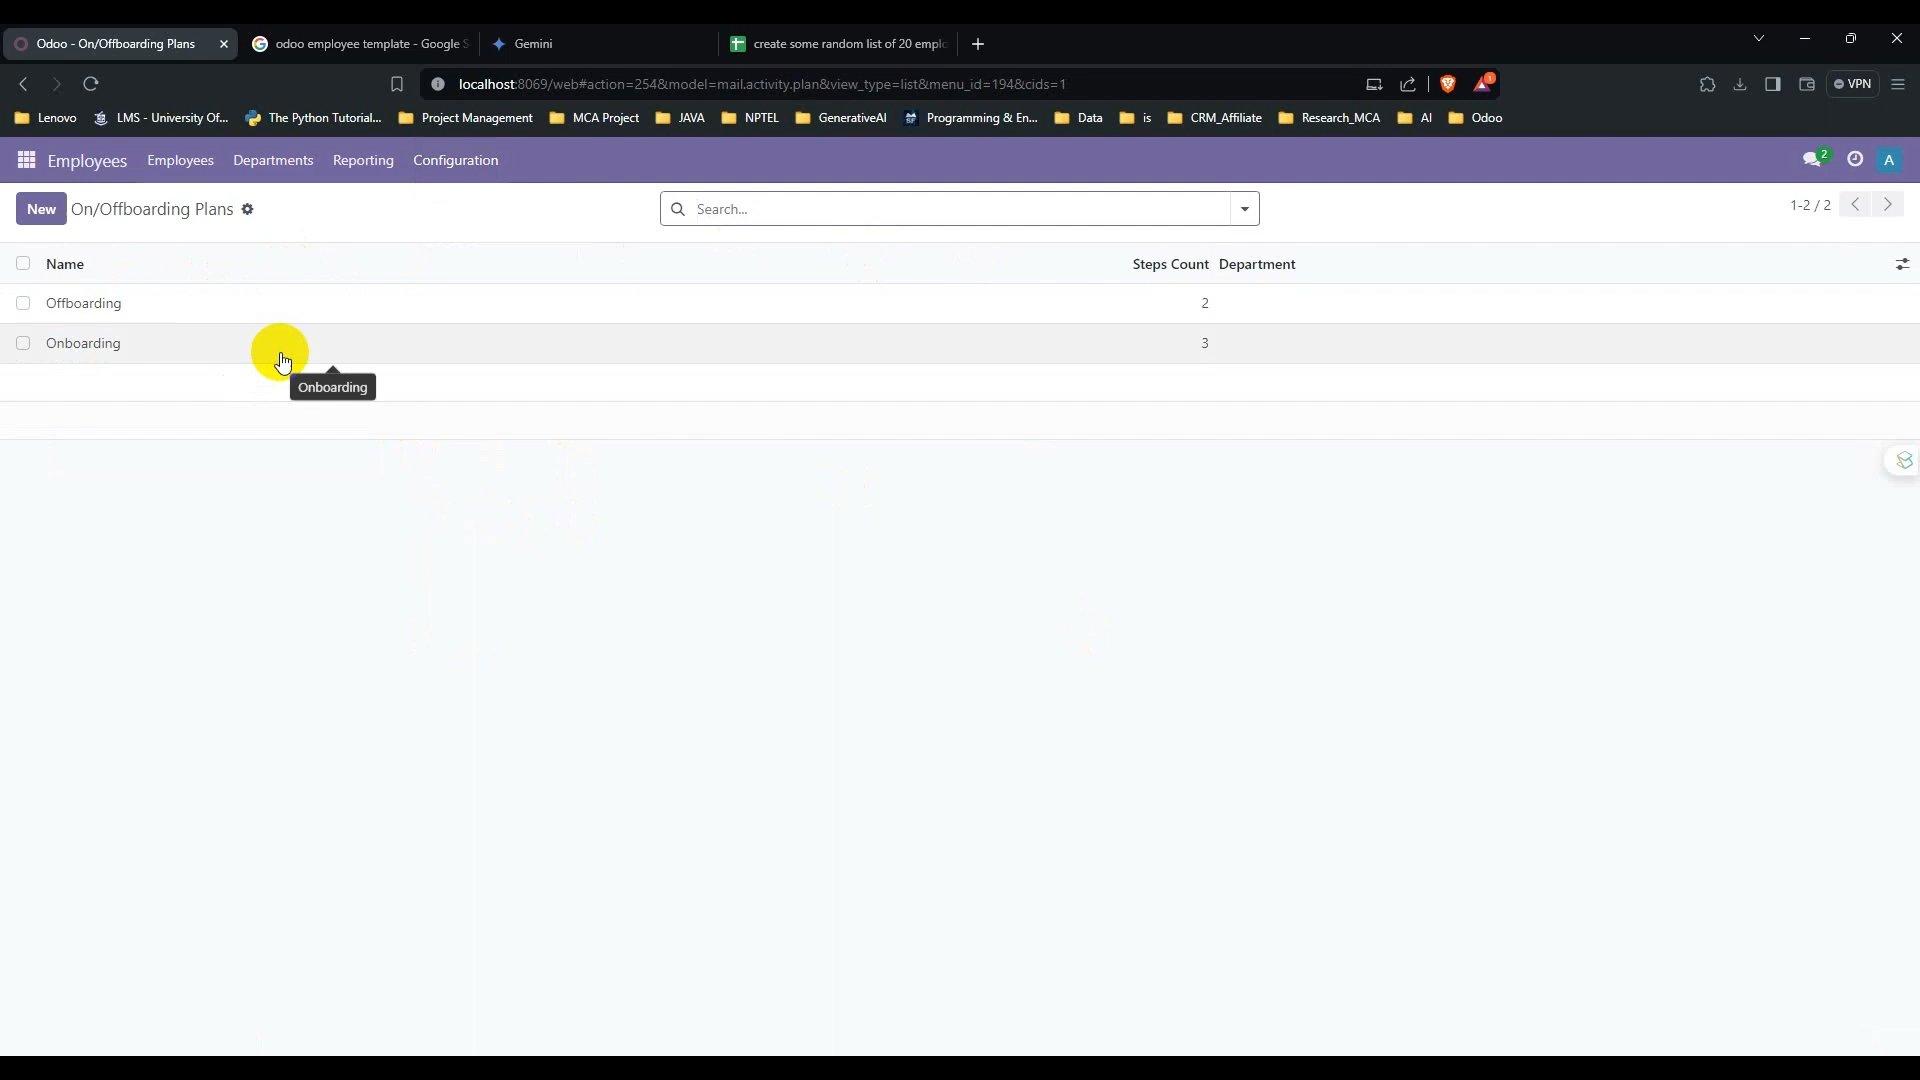 Odoo - On/Offboarding Plans
odoo employee template - Google S
Gemini
create some random list of 20 emplo
localhost:8069/web#action=254&model=mail.activity.plan&view_type=list&menu_id=194&cids=1
1
VPN
Lenovo
LMS - University Of...
The Python Tutorial...
Project Management
MCA Project
JAVA
NPTEL
GenerativeAI
Programming & En...
Data
is
CRM_Affiliate
Research_MCA
AI
Odoo
Employees
Employees
Departments
Reporting
Configuration
2
A
New
On/Offboarding Plans
Search...
1-2 / 2
Name
Steps Count
Department
Offboarding
2
Onboarding
3
Onboarding